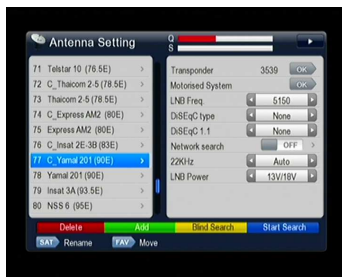 Antenna Setting
Q
S
71 Telstar 10 (76.5E)
72 C_Thaicom 2-5 (78.5E)
73 Thaicom 2-5 (78.5E)
74 C_Express AM2 (80E)
75 Express AM2 (80E)
76 C_Insat 2E-3B (83E)
77 C_Yamal 201 (90E)
78 Yamal 201 (90E)
79 Insat 3A (93.5E)
80 NSS 6 (95E)
Transponder 3539 OK
Motorised System OK
LNB Freq. 5150
DiSEqC type None
DiSEqC 1.1 None
Network search OFF
22KHz Auto
LNB Power 13V/18V
Delete Add Blind Search Start Search
SAT Rename FAV Move